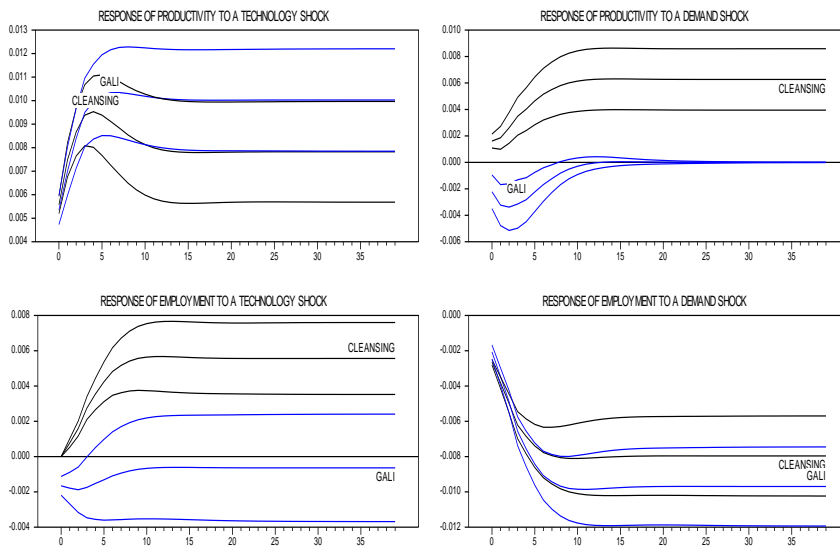 RESPONSE OF PRODUCTIVITY TO A TECHNOLOGY SHOCK
0.013
0.012
0.011
0.010
0.009
0.008
0.007
0.006
0.005
0.004
GALI
CLEANSING
0 5 10 15 20 25 30 35
RESPONSE OF PRODUCTIVITY TO A DEMAND SHOCK
0.010
0.008
0.006
0.004
0.002
0.000
-0.002
-0.004
-0.006
CLEANSING
GALI
0 5 10 15 20 25 30 35
RESPONSE OF EMPLOYMENT TO A TECHNOLOGY SHOCK
0.008
0.006
0.004
0.002
0.000
-0.002
-0.004
CLEANSING
GALI
0 5 10 15 20 25 30 35
RESPONSE OF EMPLOYMENT TO A DEMAND SHOCK
0.000
-0.002
-0.004
-0.006
-0.008
-0.010
-0.012
CLEANSING
GALI
0 5 10 15 20 25 30 35